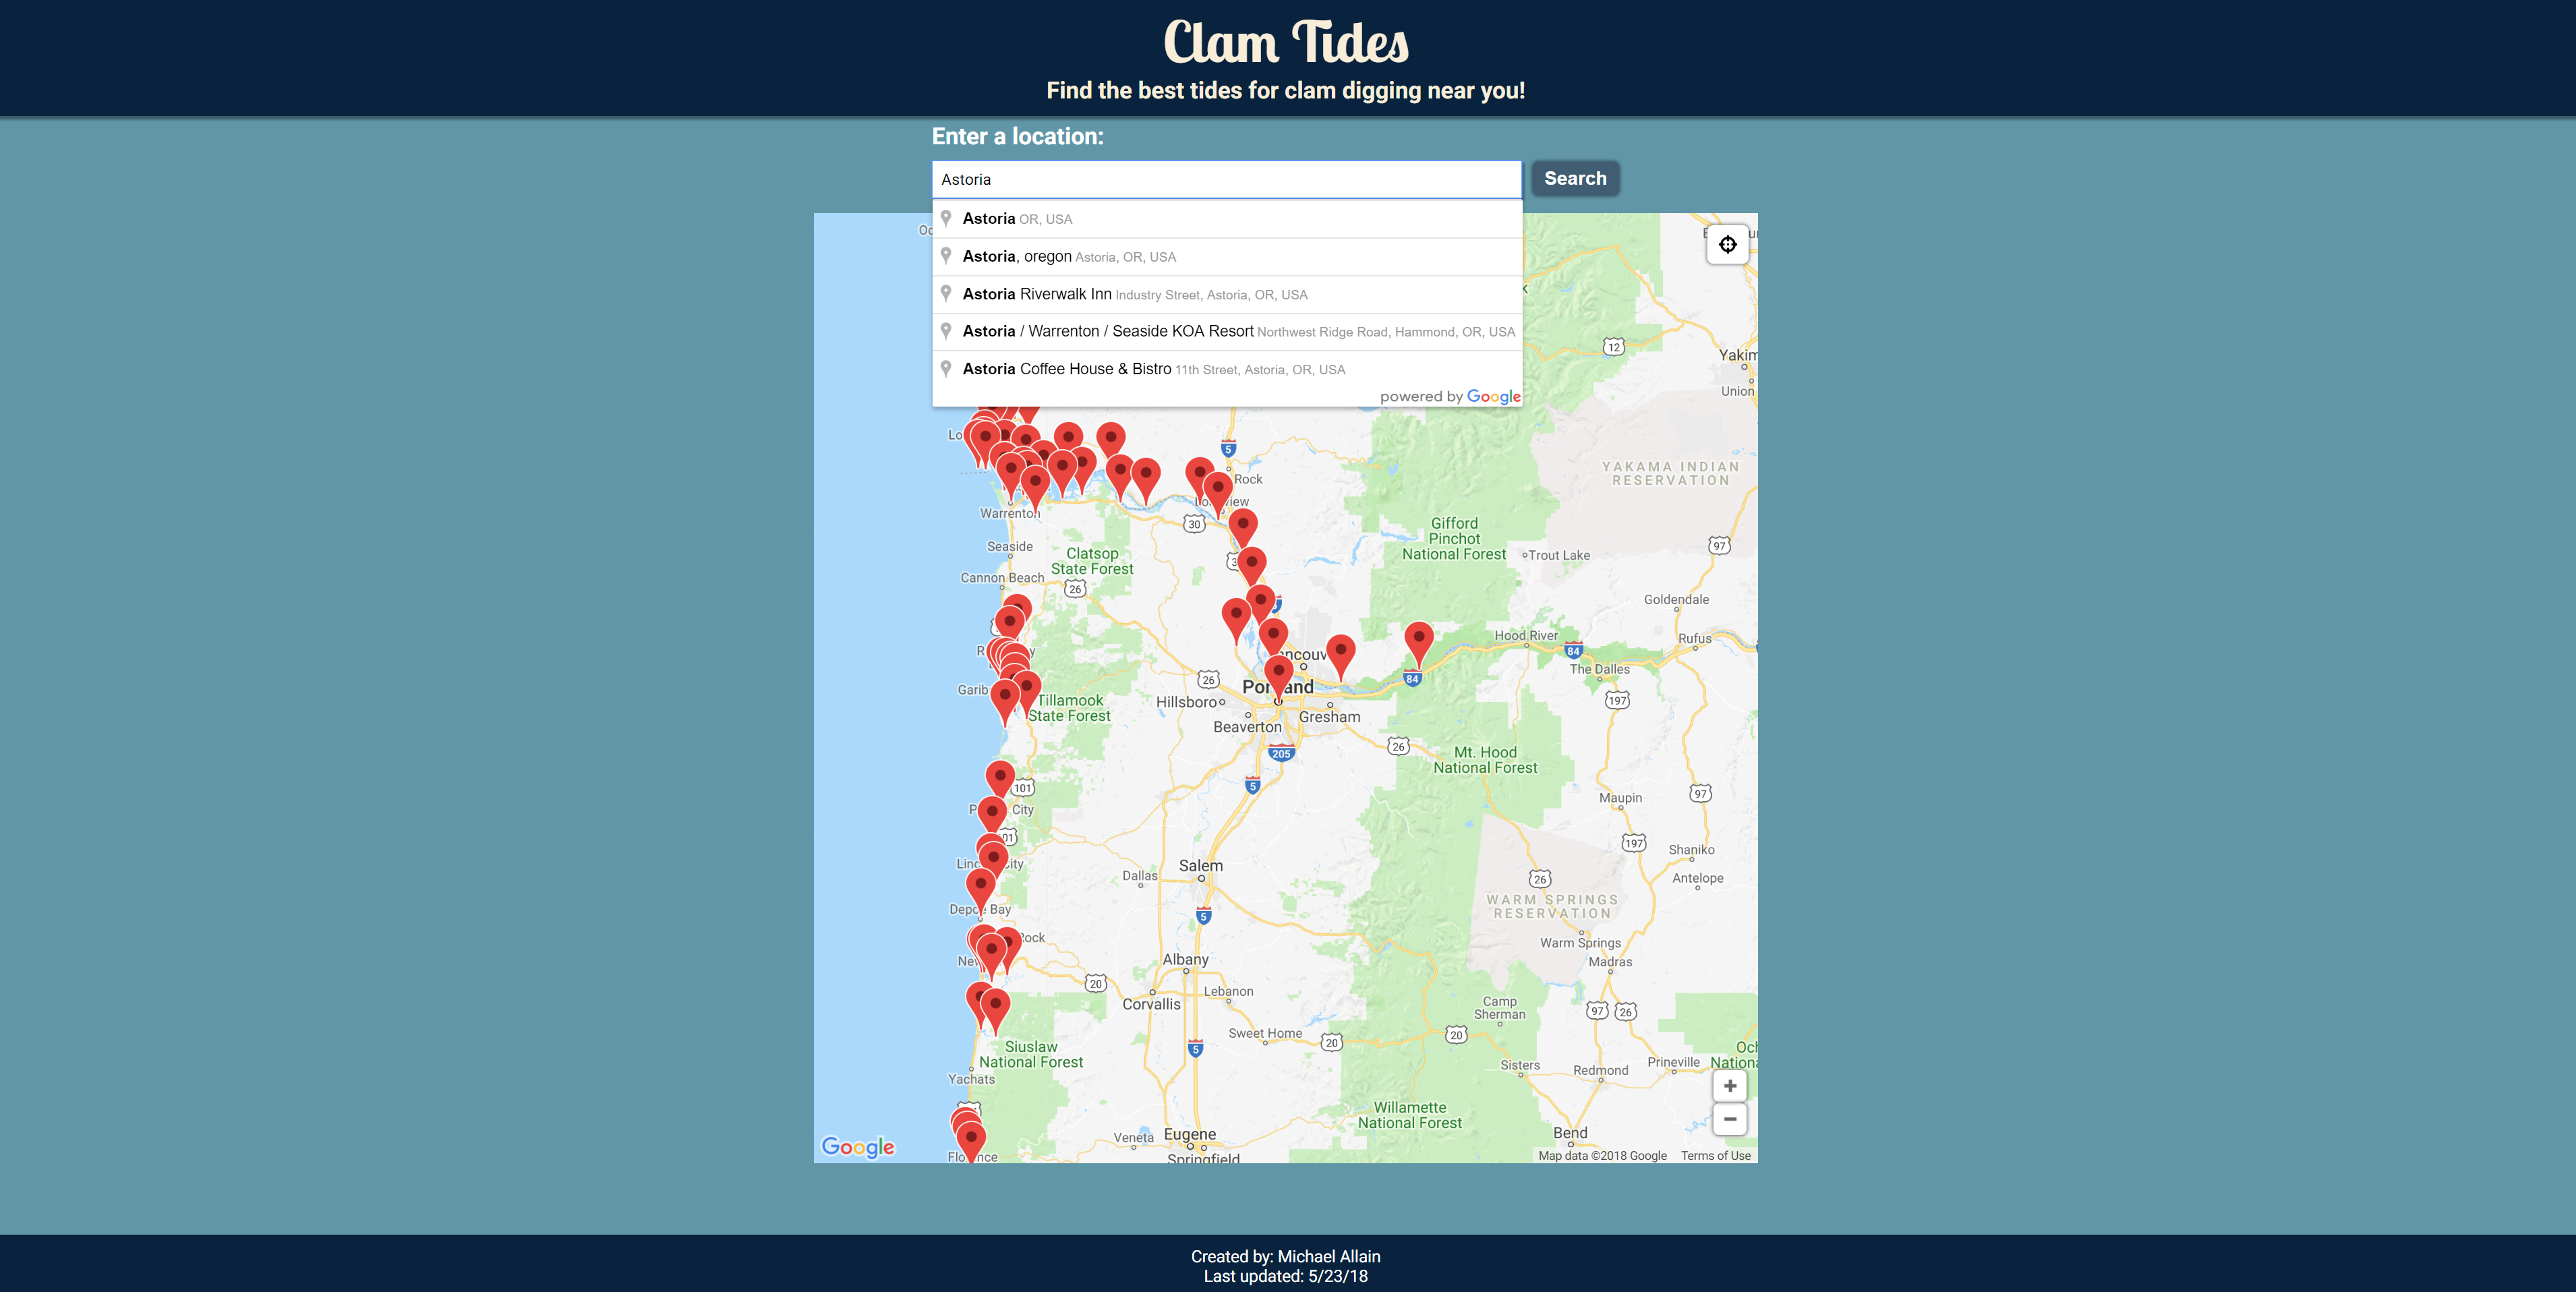 Clam Tides
Find the best tides for clam digging near you!
Enter a location:
Astoria
Search
Astoria OR, USA
Astoria, oregon Astoria, OR, USA
Astoria Riverwalk Inn Industry Street, Astoria, OR, USA
Astoria / Warrenton / Seaside KOA Resort Northwest Ridge Road, Hammond, OR, USA
Astoria Coffee House & Bistro 11th Street, Astoria, OR, USA
powered by Google
12
Union
5
YAKAMA INDIAN
RESERVATION
Rock
Warrenton
30
Gifford
Pinchot
National Forest
Trout Lake
97
Seaside
Clatsop
State Forest
Cannon Beach
26
Goldendale
Hood River
84
Rufus
The Dalles
26
Portland
84
197
Hillsboro
Tillamook
State Forest
Gresham
Beaverton
205
26
Mt. Hood
National Forest
101
5
Maupin
97
City
197
Shaniko
Salem
Dallas
26
Antelope
Depoe Bay
5
WARM SPRINGS
RESERVATION
Warm Springs
Madras
Albany
20
Lebanon
Corvallis
Camp
Sherman
97
26
Sweet Home
20
20
5
Siuslaw
National Forest
Sisters
Redmond
Prineville
Yachats
Willamette
National Forest
+
−
Veneta
Eugene
Springfield
Bend
Google
Map data ©2018 Google
Terms of Use
Created by: Michael Allain
Last updated: 5/23/18